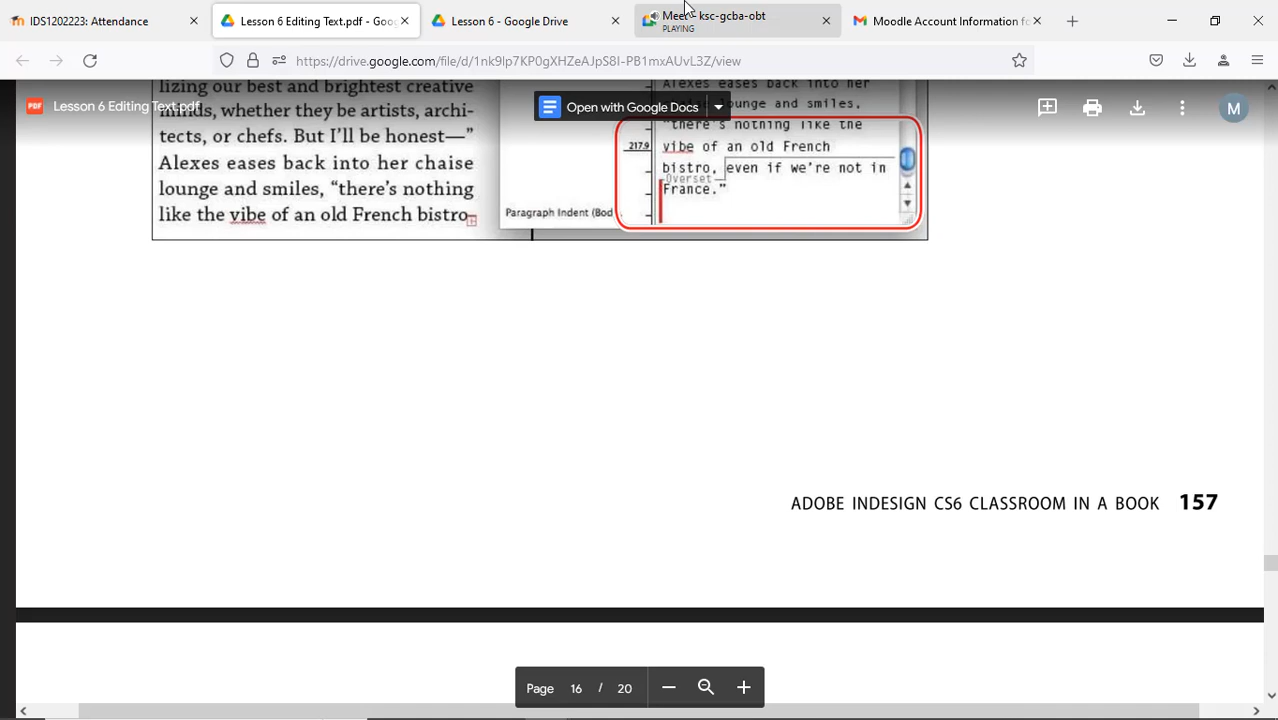 IDS1202223: Attendance
Lesson 6 Editing Text.pdf - Goo
Lesson 6 - Google Drive
Meet - ksc-gcba-obt
PLAYING
Moodle Account Information fo
https://drive.google.com/file/d/1nk9lp7KP0gXHZeAJpS8I-PB1mxAUvL3Z/view
PDF
Lesson 6 Editing Text.pdf
Open with Google Docs
M
lizing our best and brightest creative
minds, whether they be artists, archi-
tects, or chefs. But I'll be honest—"
Alexes eases back into her chaise
lounge and smiles, "there's nothing
like the vibe of an old French bistro,
Paragraph Indent (Bod
217.9
Alexes eases back into her
lounge and smiles,
"there's nothing like the
vibe of an old French
bistro, even if we're not in
Overset
France."
ADOBE INDESIGN CS6 CLASSROOM IN A BOOK 157
Page 16 / 20